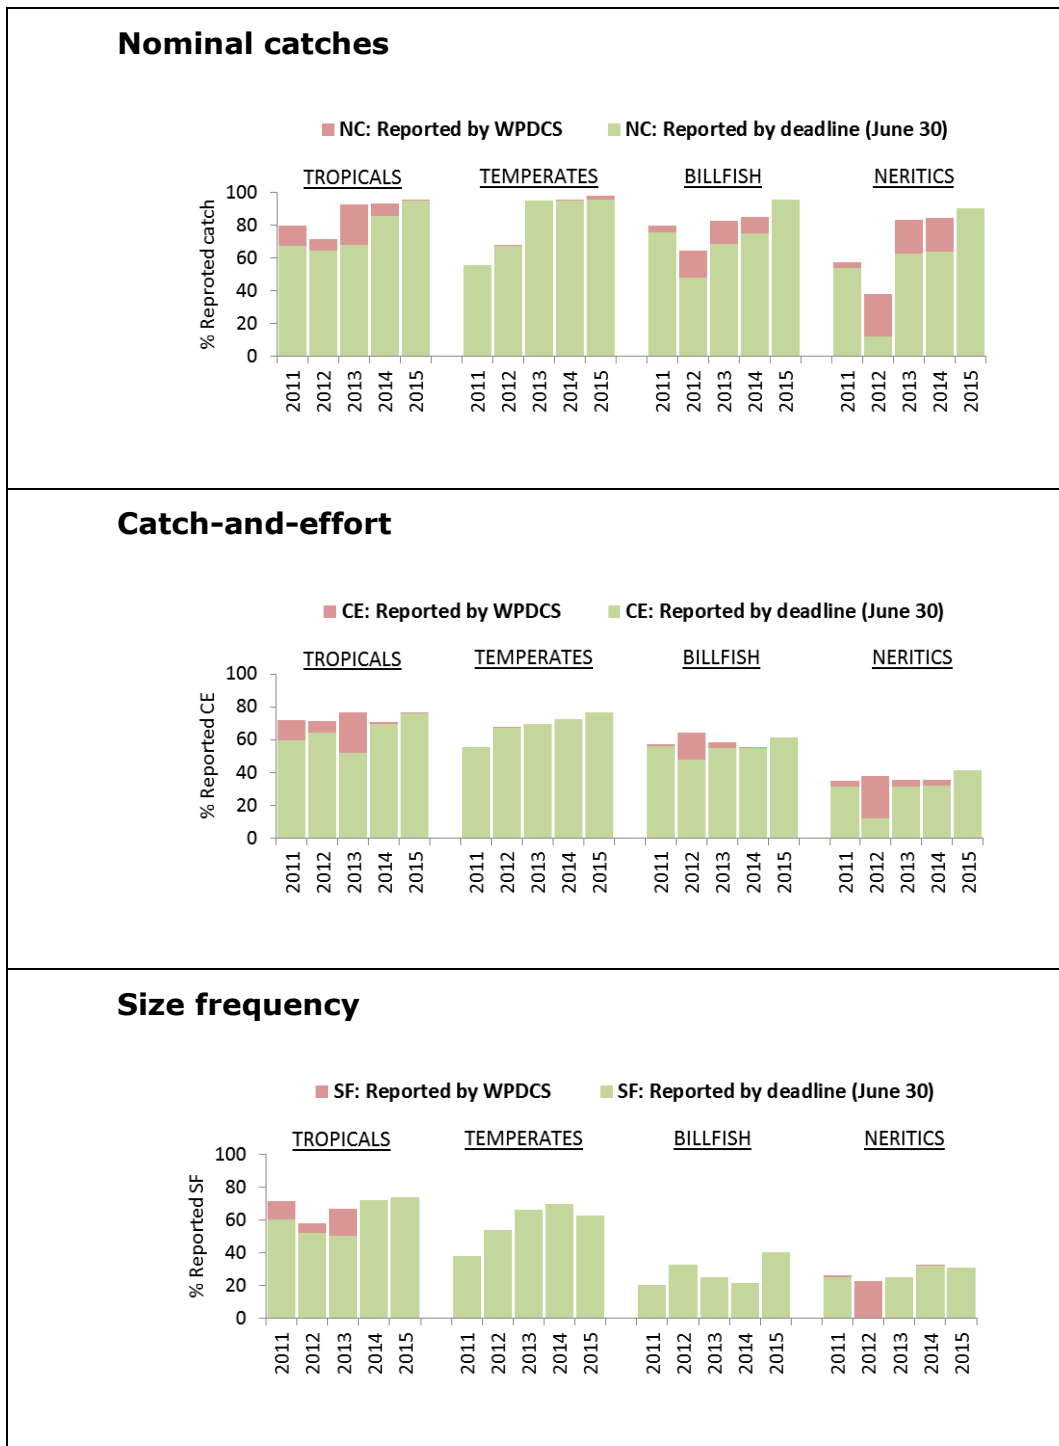 Nominal catches
NC: Reported by WPDCS NC: Reported by deadline (June 30)
TROPICALS TEMPERATES BILLFISH NERITICS
% Reproted catch
100
80
60
40
20
0
2011 2012 2013 2014 2015 2011 2012 2013 2014 2015 2011 2012 2013 2014 2015 2011 2012 2013 2014 2015
Catch-and-effort
CE: Reported by WPDCS CE: Reported by deadline (June 30)
TROPICALS TEMPERATES BILLFISH NERITICS
% Reported CE
100
80
60
40
20
0
2011 2012 2013 2014 2015 2011 2012 2013 2014 2015 2011 2012 2013 2014 2015 2011 2012 2013 2014 2015
Size frequency
SF: Reported by WPDCS SF: Reported by deadline (June 30)
TROPICALS TEMPERATES BILLFISH NERITICS
% Reported SF
100
80
60
40
20
0
2011 2012 2013 2014 2015 2011 2012 2013 2014 2015 2011 2012 2013 2014 2015 2011 2012 2013 2014 2015